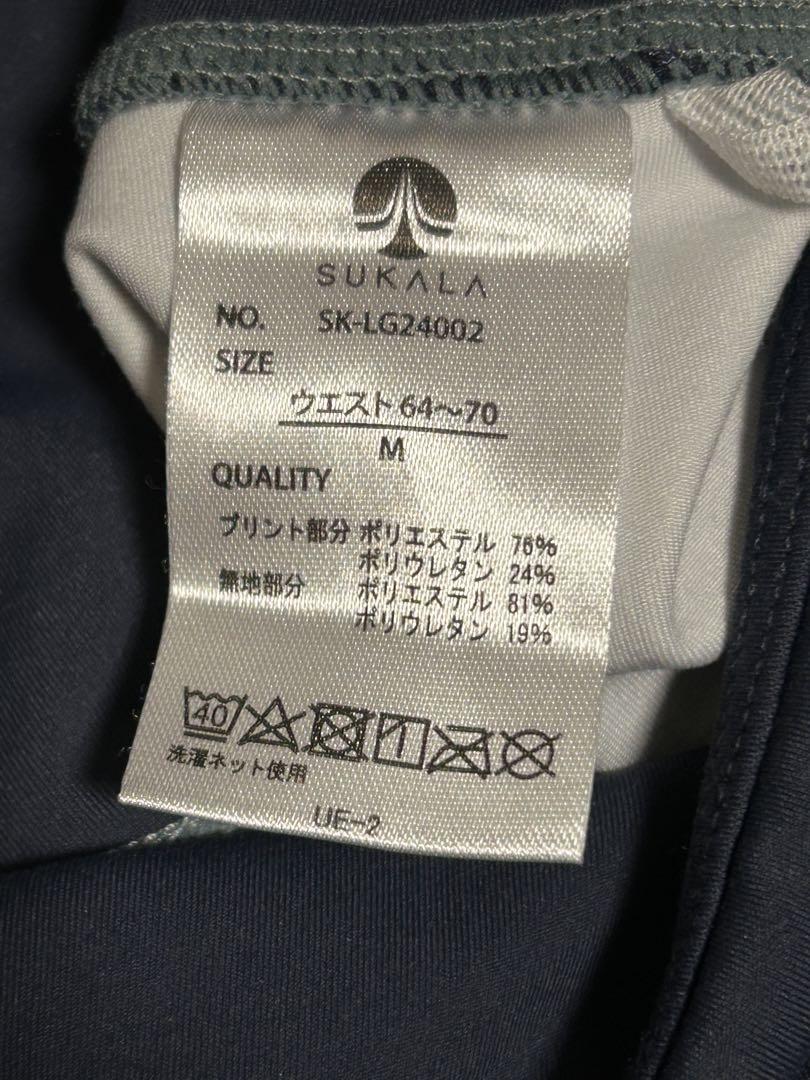 SUKALA
NO. SK-LG24002
SIZE
ウエスト64〜70
M
QUALITY
プリント部分 ポリエステル 76%
ポリウレタン 24%
無地部分 ポリエステル 81%
ポリウレタン 19%
40
洗濯ネット使用
UE-2